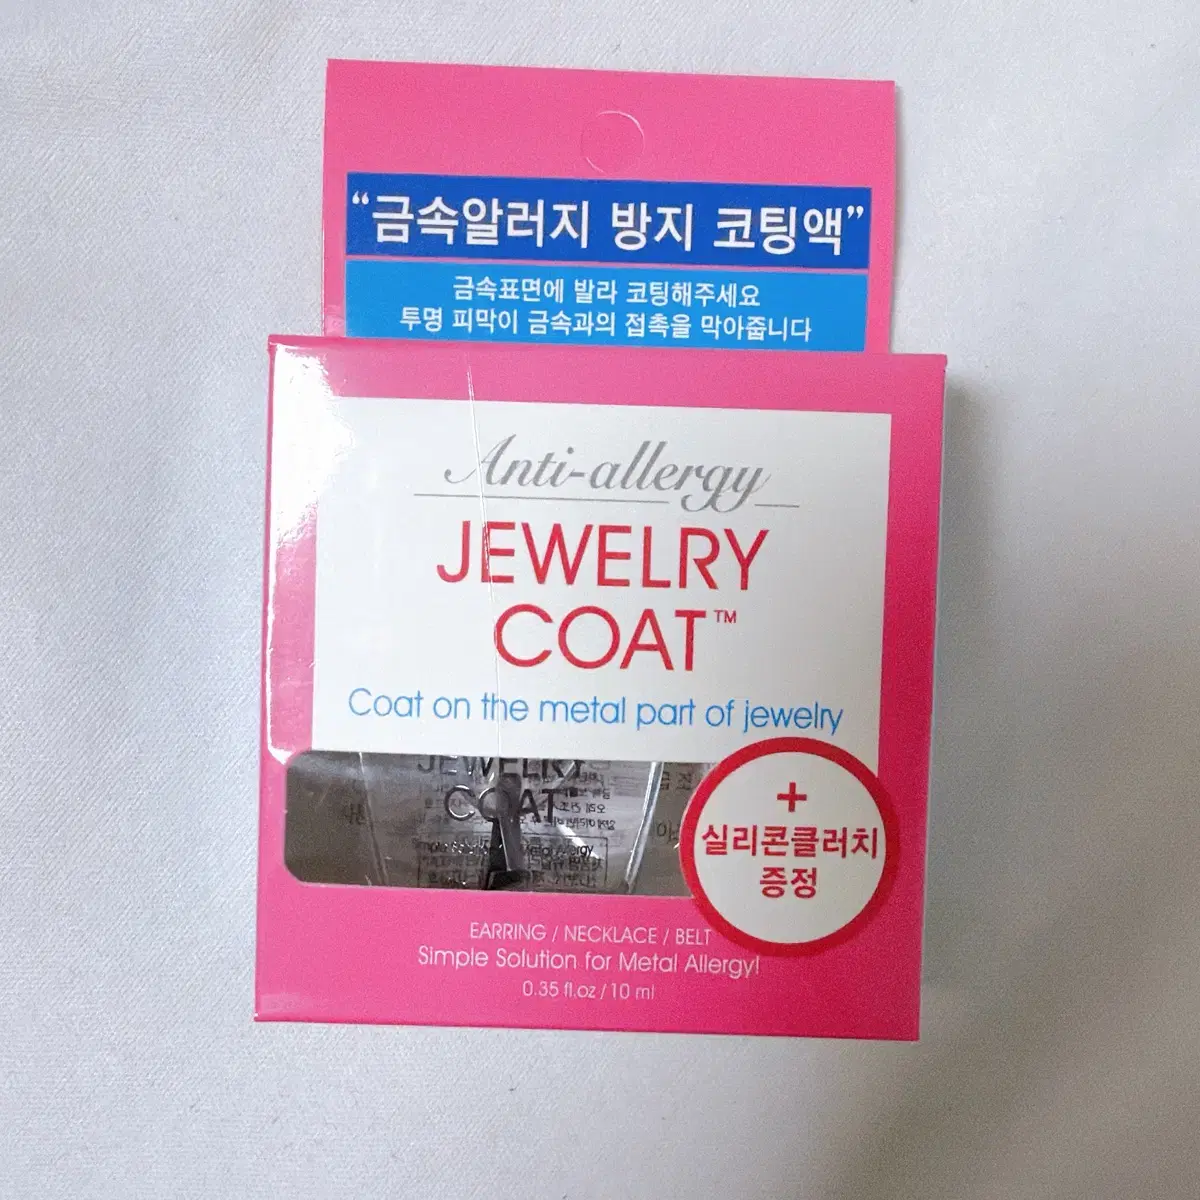 “금속알러지 방지 코팅액”
금속표면에 발라 코팅해주세요
투명 피막이 금속과의 접촉을 막아줍니다
Anti-allergy
JEWELRY
COAT™
Coat on the metal part of jewelry
JEWELRY
COAT
+
실리콘클러치
증정
EARRING / NECKLACE / BELT
Simple Solution for Metal Allergy!
0.35 fl.oz / 10 ml